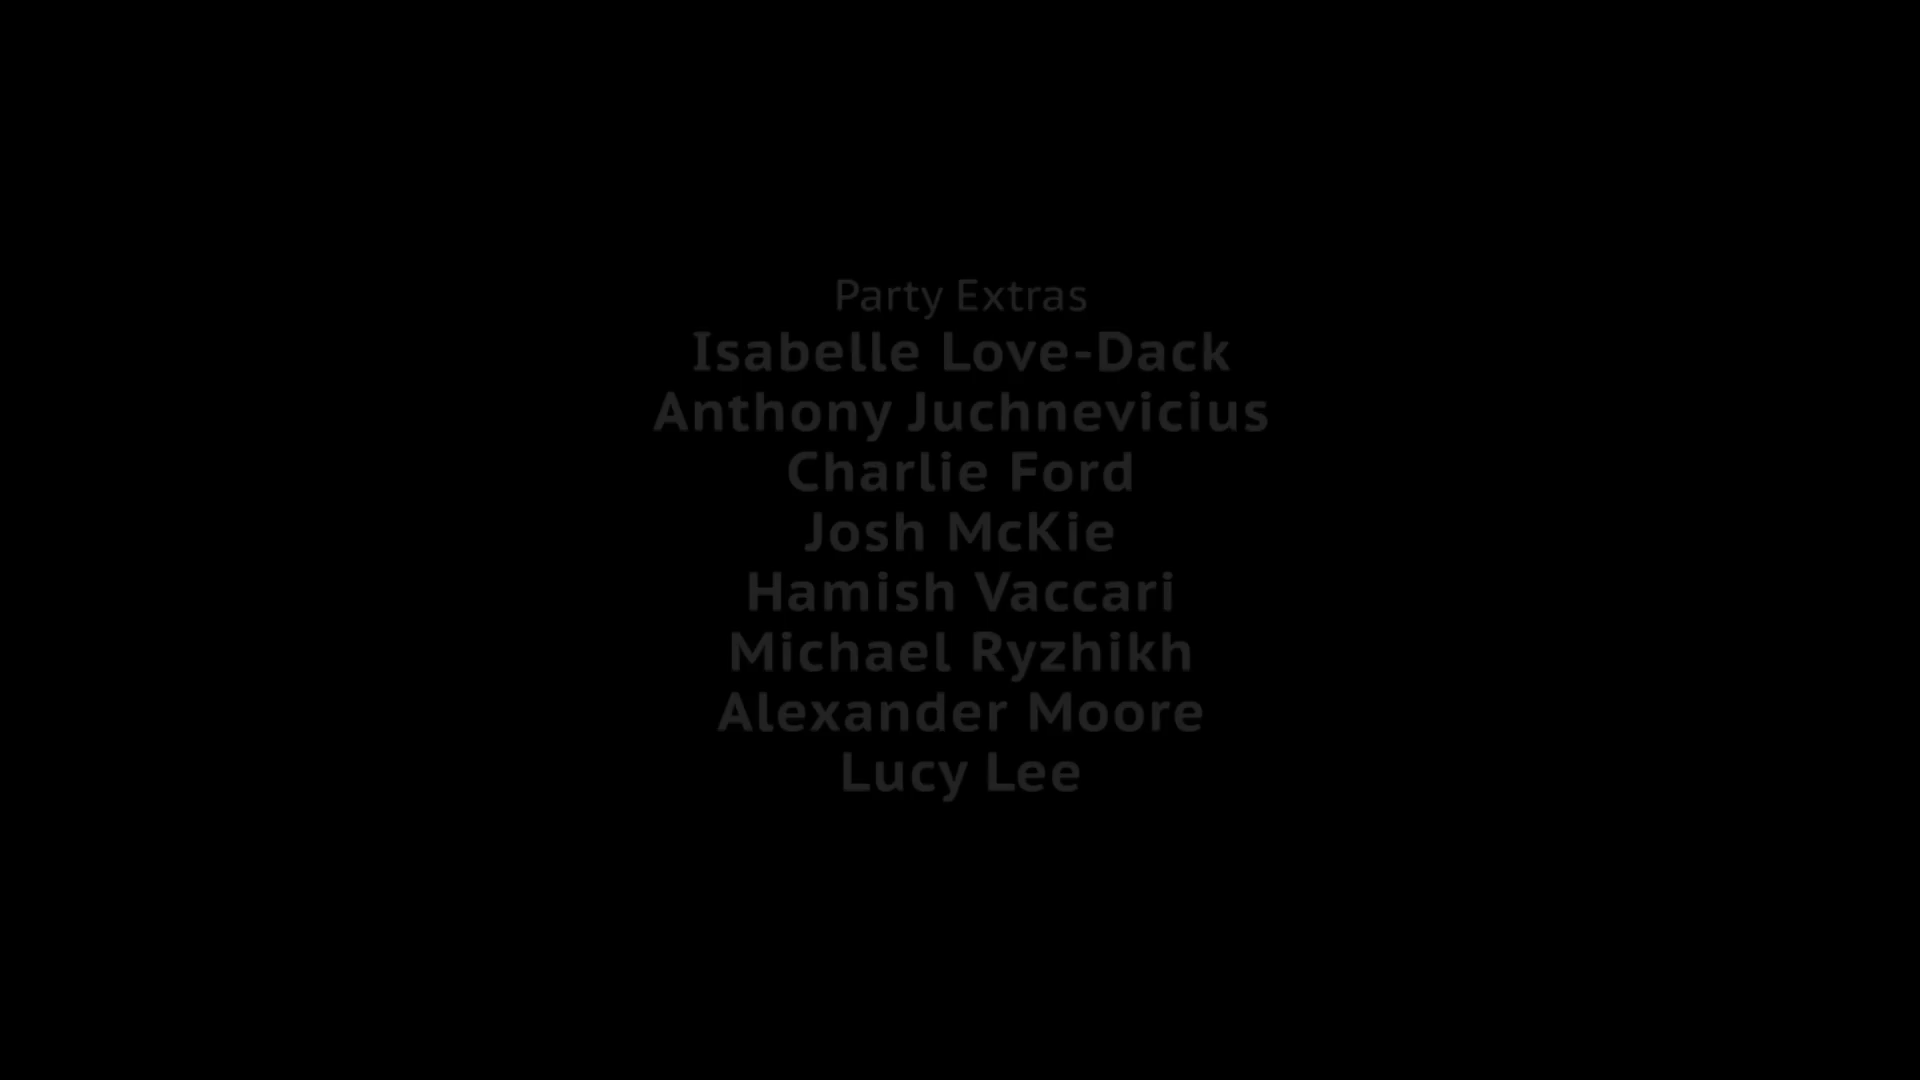 Party Extras
Isabelle Love-Dack
Anthony Juchnevicius
Charlie Ford
Josh McKie
Hamish Vaccari
Michael Ryzhikh
Alexander Moore
Lucy Lee